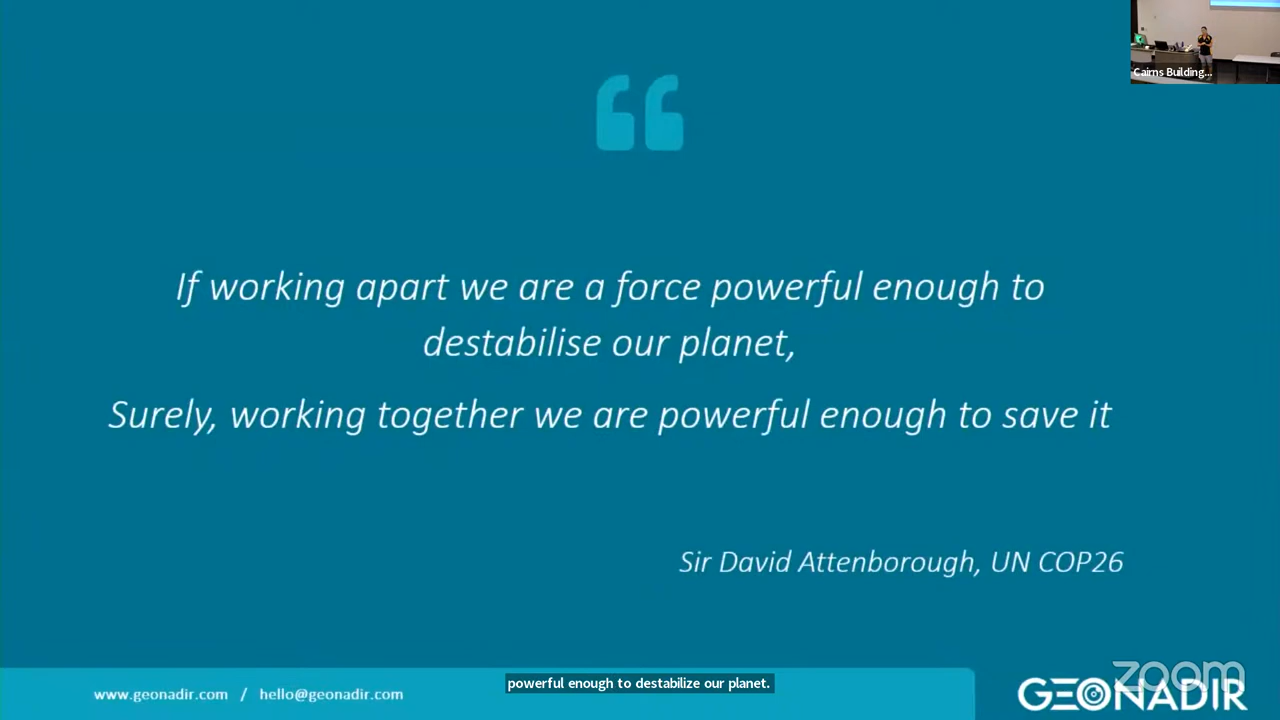 Cairns Building...
“
If working apart we are a force powerful enough to
destabilise our planet,
Surely, working together we are powerful enough to save it
Sir David Attenborough, UN COP26
powerful enough to destabilize our planet.
www.geonadir.com / hello@geonadir.com
zoom
GEONADIR